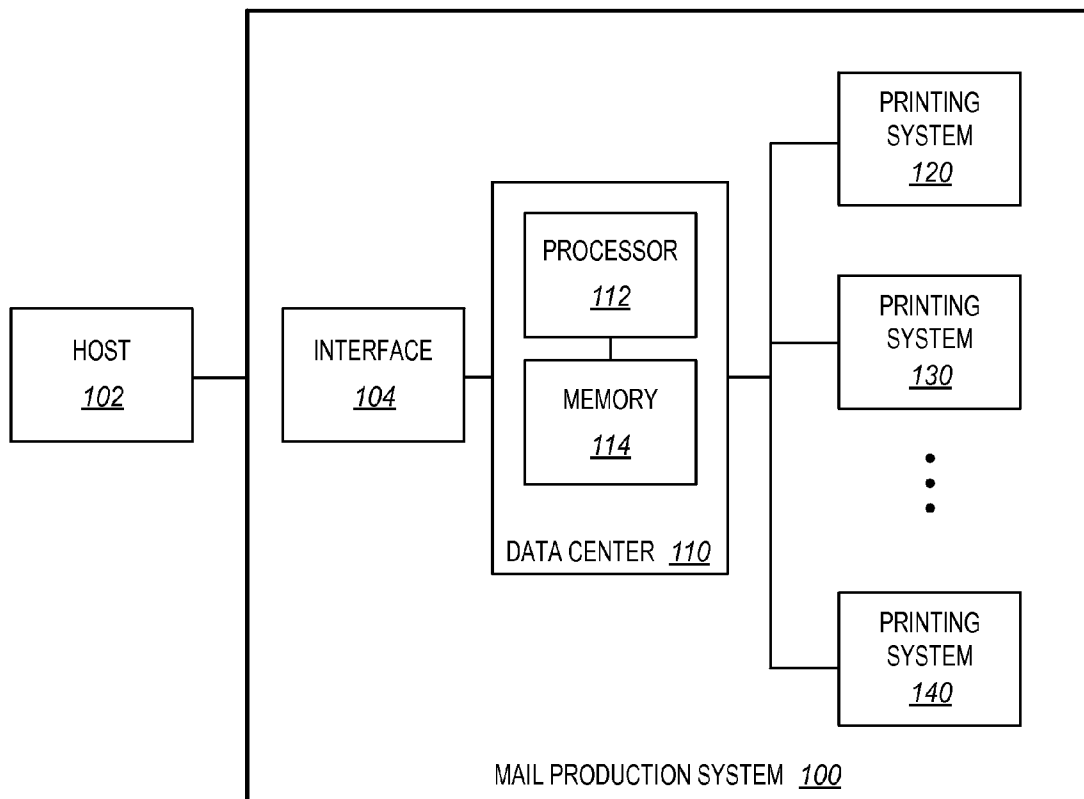 HOST
102
INTERFACE
104
PROCESSOR
112
MEMORY
114
DATA CENTER 110
PRINTING
SYSTEM
120
PRINTING
SYSTEM
130
PRINTING
SYSTEM
140
MAIL PRODUCTION SYSTEM 100